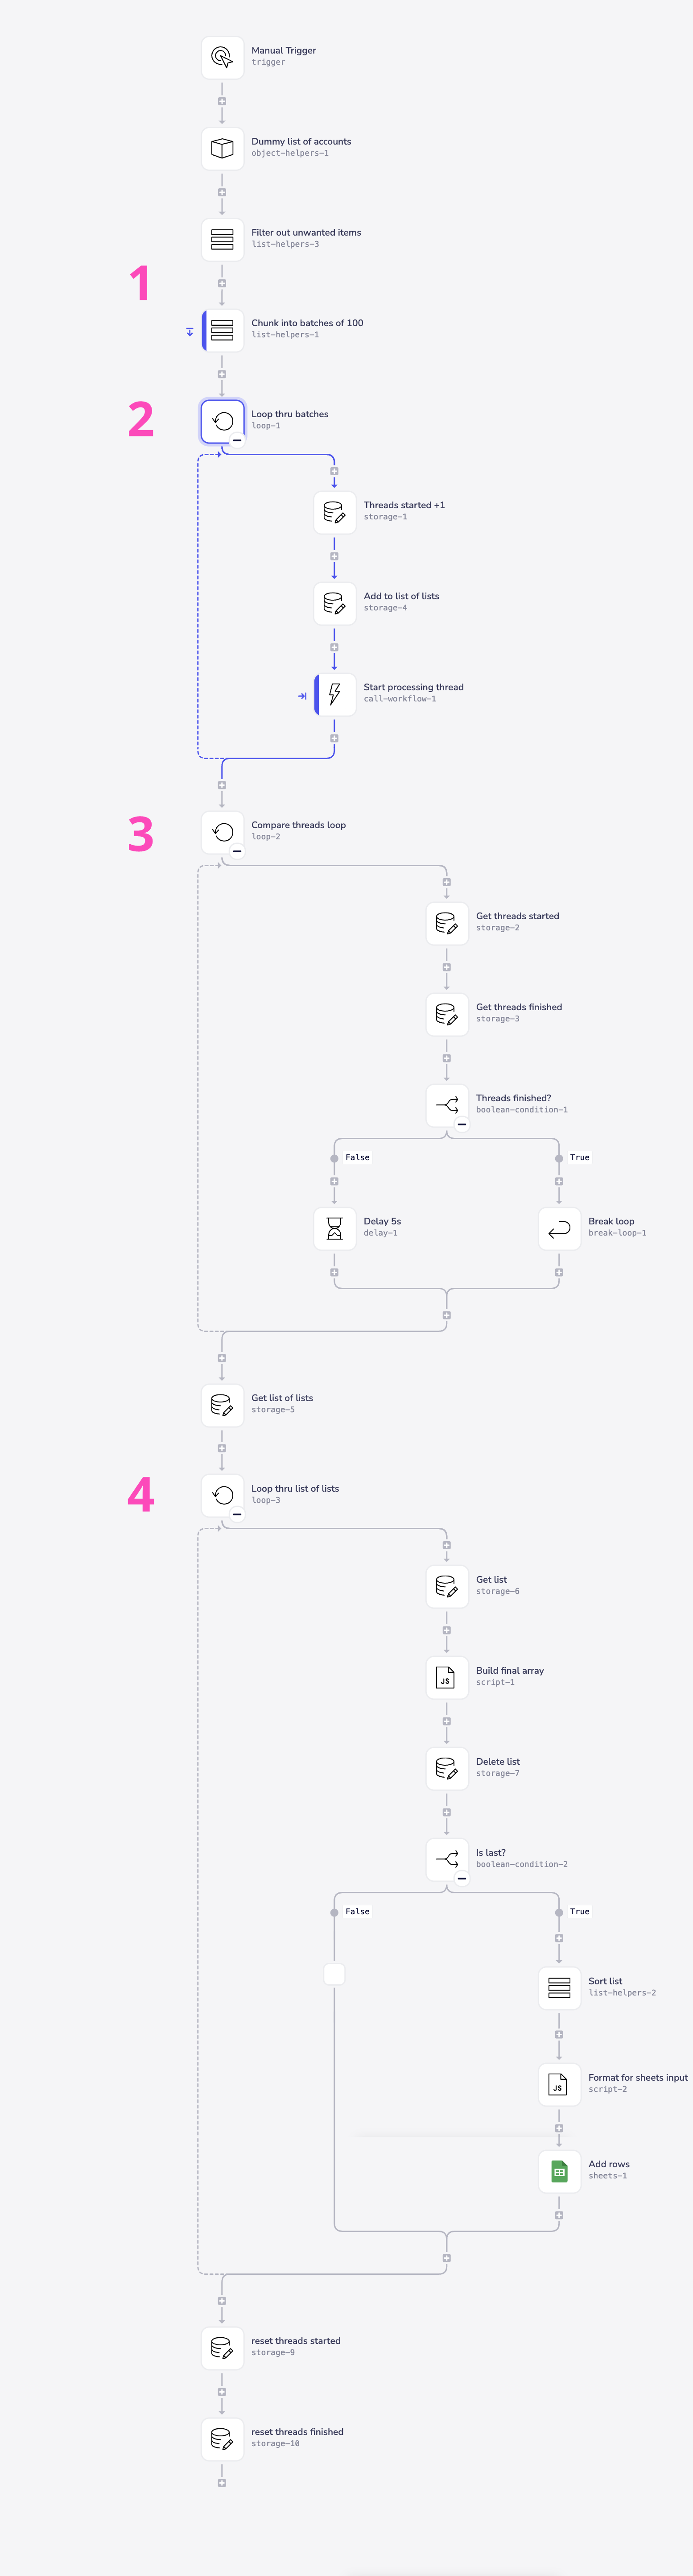 Manual Trigger
trigger
Dummy list of accounts
object-helpers-1
Filter out unwanted items
list-helpers-3
1
Chunk into batches of 100
list-helpers-1
2
Loop thru batches
loop-1
Threads started +1
storage-1
Add to list of lists
storage-4
Start processing thread
call-workflow-1
3
Compare threads loop
loop-2
Get threads started
storage-2
Get threads finished
storage-3
Threads finished?
boolean-condition-1
False
True
Delay 5s
delay-1
Break loop
break-loop-1
Get list of lists
storage-5
4
Loop thru list of lists
loop-3
Get list
storage-6
Build final array
script-1
JS
Delete list
storage-7
Is last?
boolean-condition-2
False
True
Sort list
list-helpers-2
Format for sheets input
script-2
JS
Add rows
sheets-1
reset threads started
storage-9
reset threads finished
storage-10